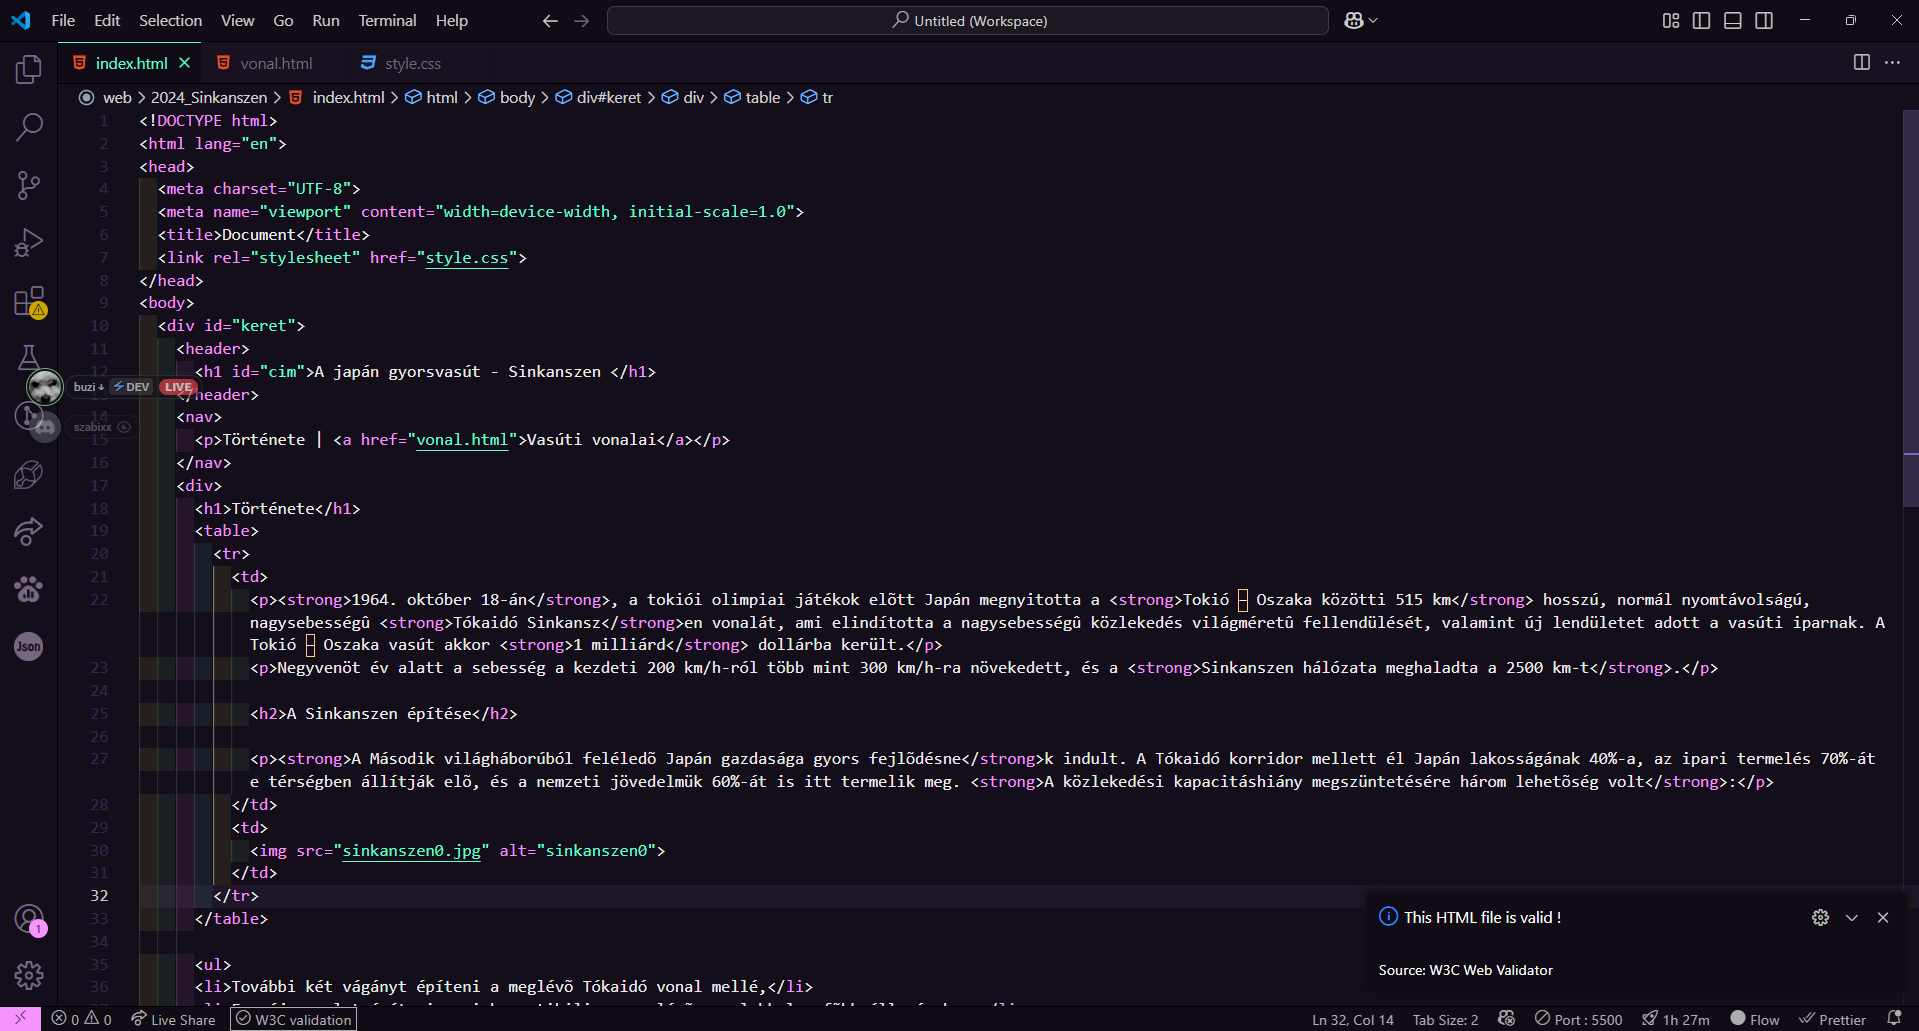 File Edit Selection View Go Run Terminal Help
Untitled (Workspace)
index.html
vonal.html
style.css
web > 2024_Sinkanszen > index.html > html > body > div#keret > div > table > tr
1 <!DOCTYPE html>
2 <html lang="en">
3 <head>
4 <meta charset="UTF-8">
5 <meta name="viewport" content="width=device-width, initial-scale=1.0">
6 <title>Document</title>
7 <link rel="stylesheet" href="style.css">
8 </head>
9 <body>
10 <div id="keret">
11 <header>
12 <h1 id="cim">A japán gyorsvasút - Sinkanszen </h1>
buzi DEV LIVE
/header>
14 <nav>
szabixx
15 <p>Története | <a href="vonal.html">Vasúti vonalai</a></p>
16 </nav>
17 <div>
18 <h1>Története</h1>
19 <table>
20 <tr>
21 <td>
22 <p><strong>1964. október 18-án</strong>, a tokiói olimpiai játékok elõtt Japán megnyitotta a <strong>Tokió Oszaka közötti 515 km</strong> hosszú, normál nyomtávolságú,
nagysebességû <strong>Tókaidó Sinkansz</strong>en vonalát, ami elindította a nagysebességû közlekedés világméretû fellendülését, valamint új lendületet adott a vasúti iparnak. A
Tokió Oszaka vasút akkor <strong>1 milliárd</strong> dollárba került.</p>
23 <p>Negyvenöt év alatt a sebesség a kezdeti 200 km/h-ról több mint 300 km/h-ra növekedett, és a <strong>Sinkanszen hálózata meghaladta a 2500 km-t</strong>.</p>
24
25 <h2>A Sinkanszen építése</h2>
26
27 <p><strong>A Második világháborúból feléledõ Japán gazdasága gyors fejlõdésne</strong>k indult. A Tókaidó korridor mellett él Japán lakosságának 40%-a, az ipari termelés 70%-át
e térségben állítják elõ, és a nemzeti jövedelmük 60%-át is itt termelik meg. <strong>A közlekedési kapacitáshiány megszüntetésére három lehetõség volt</strong>:</p>
28 </td>
29 <td>
30 <img src="sinkanszen0.jpg" alt="sinkanszen0">
31 </td>
32 </tr>
33 </table>
34
35 <ul>
36 <li>További két vágányt építeni a meglévõ Tókaidó vonal mellé,</li>
Json
1
This HTML file is valid !
Source: W3C Web Validator
0 0 Live Share W3C validation Ln 32, Col 14 Tab Size: 2 Port : 5500 1h 27m Flow Prettier